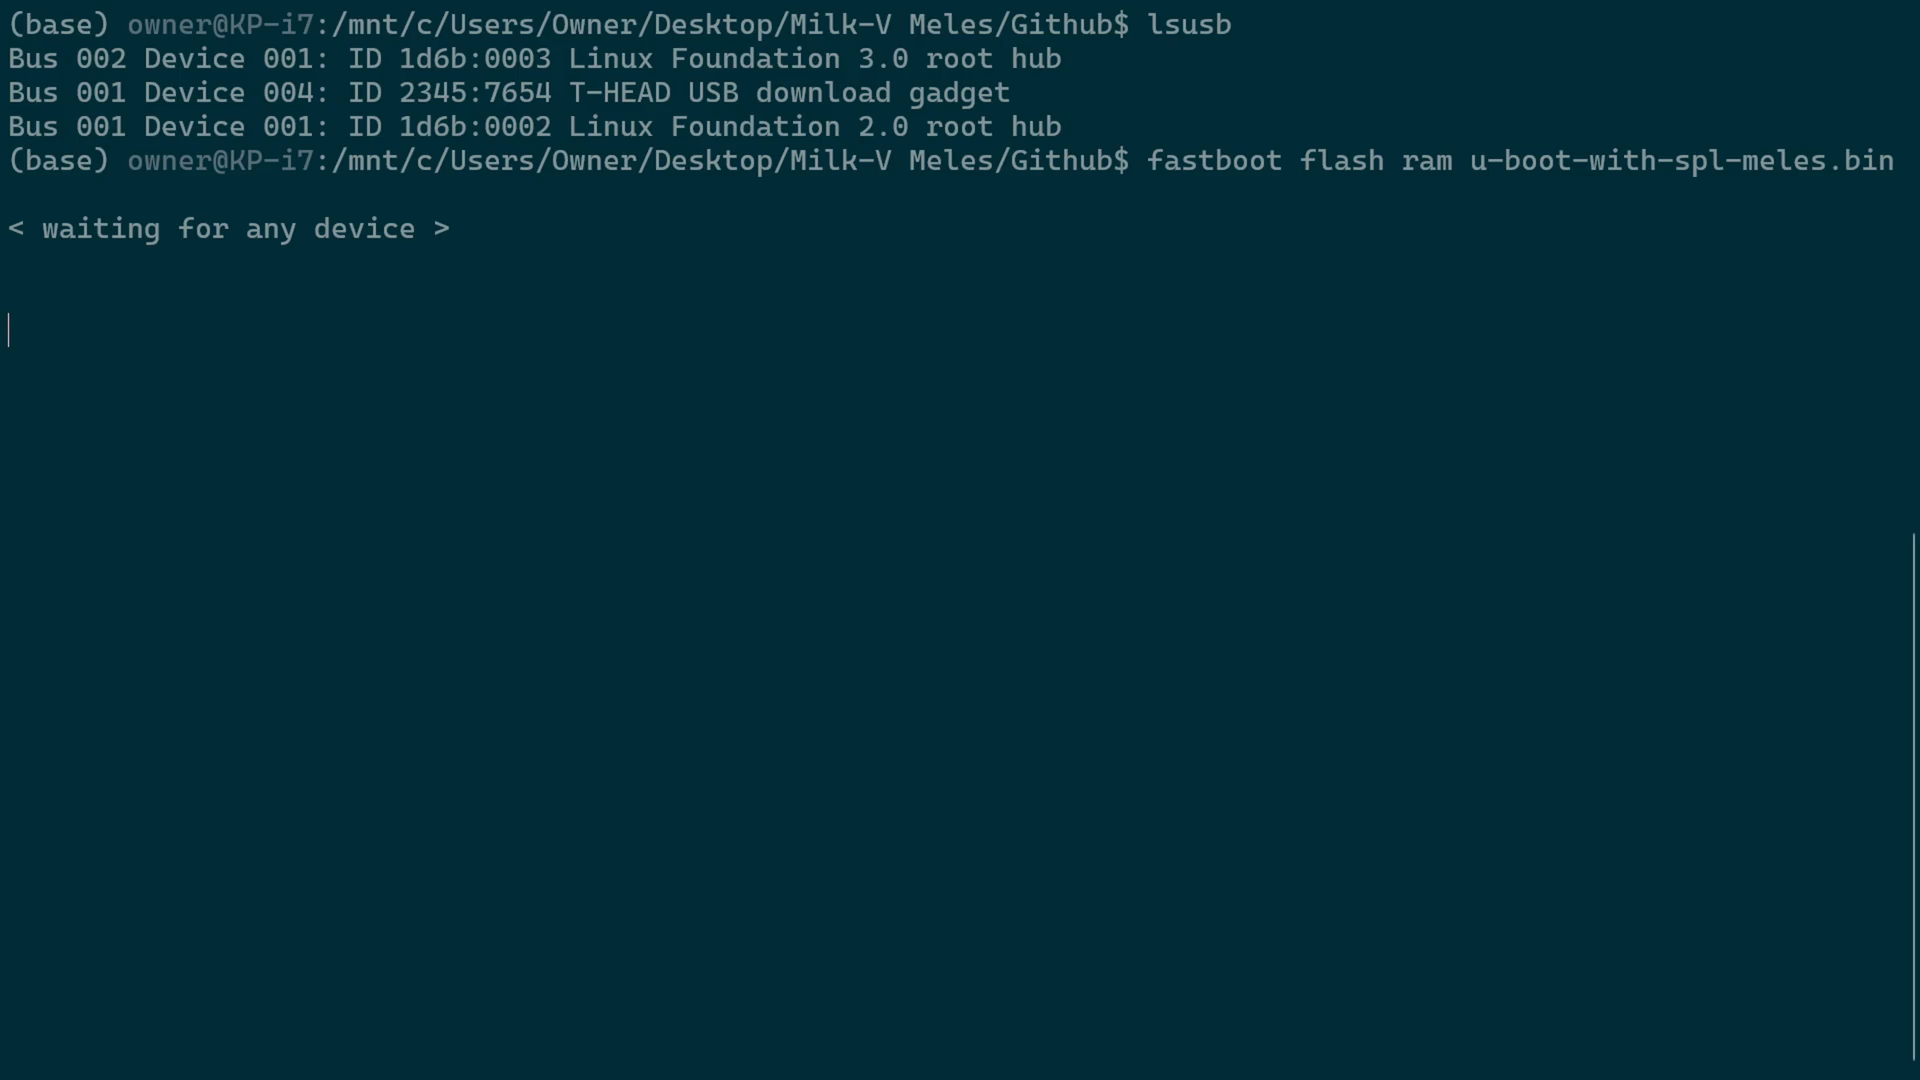 (base) owner@KP-i7:/mnt/c/Users/Owner/Desktop/Milk-V Meles/Github$ lsusb
Bus 002 Device 001: ID 1d6b:0003 Linux Foundation 3.0 root hub
Bus 001 Device 004: ID 2345:7654 T-HEAD USB download gadget
Bus 001 Device 001: ID 1d6b:0002 Linux Foundation 2.0 root hub
(base) owner@KP-i7:/mnt/c/Users/Owner/Desktop/Milk-V Meles/Github$ fastboot flash ram u-boot-with-spl-meles.bin
< waiting for any device >